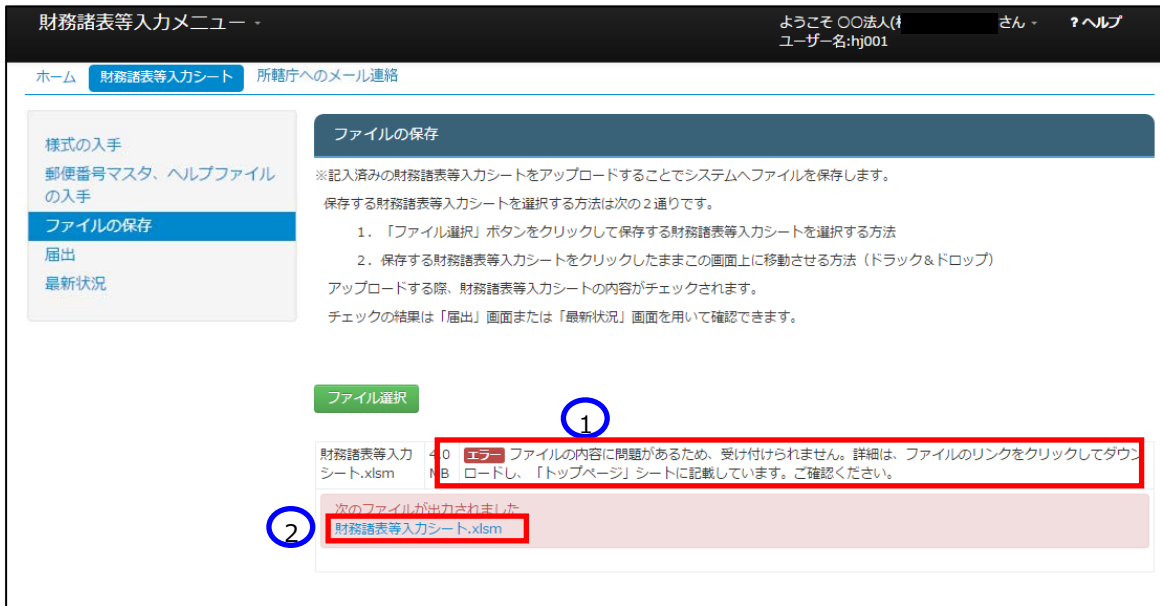 財務諸表等入力メニュー
ようこそ 〇〇法人( さん
ユーザー名:hj001
?ヘルプ
ホーム
財務諸表等入力シート
所轄庁へのメール連絡
様式の入手
郵便番号マスタ、ヘルプファイル
の入手
ファイルの保存
届出
最新状況
ファイルの保存
※記入済みの財務諸表等入力シートをアップロードすることでシステムへファイルを保存します。
保存する財務諸表等入力シートを選択する方法は次の２通りです。
１．「ファイル選択」ボタンをクリックして保存する財務諸表等入力シートを選択する方法
２．保存する財務諸表等入力シートをクリックしたままこの画面上に移動させる方法（ドラック＆ドロップ）
アップロードする際、財務諸表等入力シートの内容がチェックされます。
チェックの結果は「届出」画面または「最新状況」画面を用いて確認できます。
ファイル選択
1
財務諸表等入力
シート.xlsm
MB
エラー ファイルの内容に問題があるため、受け付けられません。詳細は、ファイルのリンクをクリックしてダウン
ロードし、「トップページ」シートに記載しています。ご確認ください。
次のファイルが出力されました
2
財務諸表等入力シート.xlsm